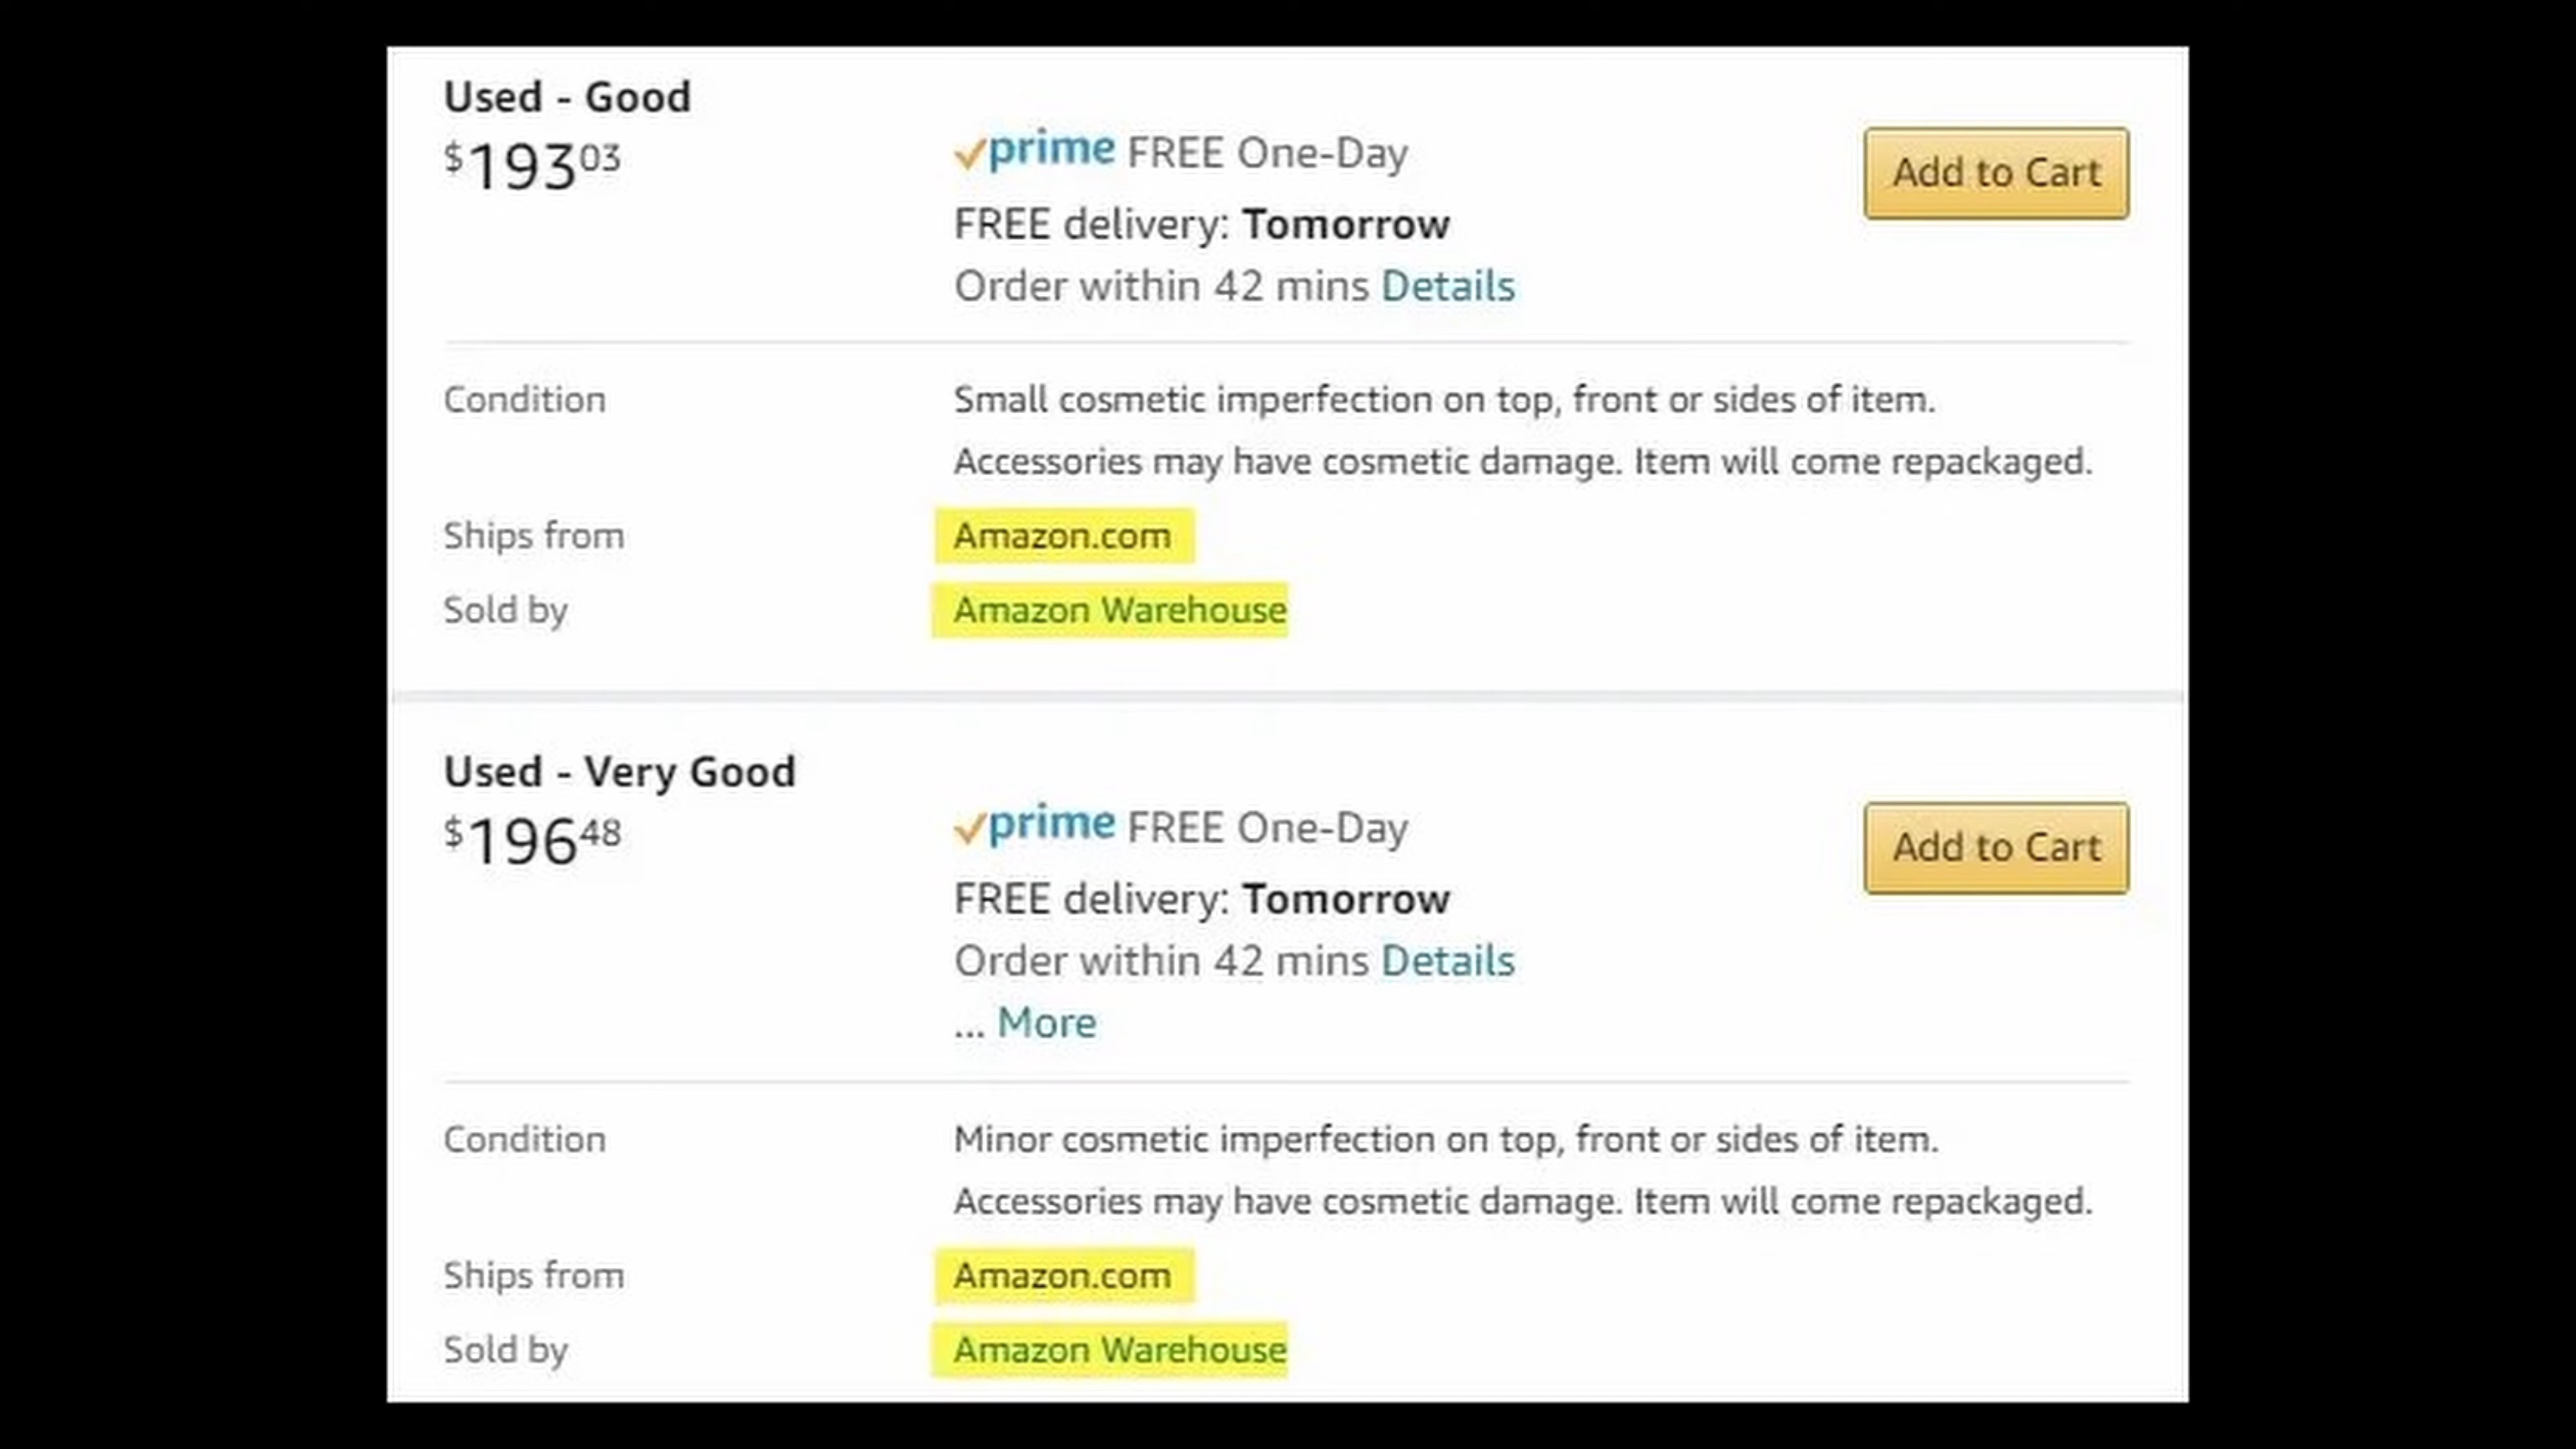 Used - Good
$19303
prime FREE One-Day
Add to Cart
FREE delivery: Tomorrow
Order within 42 mins Details
Condition
Small cosmetic imperfection on top, front or sides of item.
Accessories may have cosmetic damage. Item will come repackaged.
Ships from
Amazon.com
Sold by
Amazon Warehouse
Used - Very Good
$19648
prime FREE One-Day
Add to Cart
FREE delivery: Tomorrow
Order within 42 mins Details
... More
Condition
Minor cosmetic imperfection on top, front or sides of item.
Accessories may have cosmetic damage. Item will come repackaged.
Ships from
Amazon.com
Sold by
Amazon Warehouse